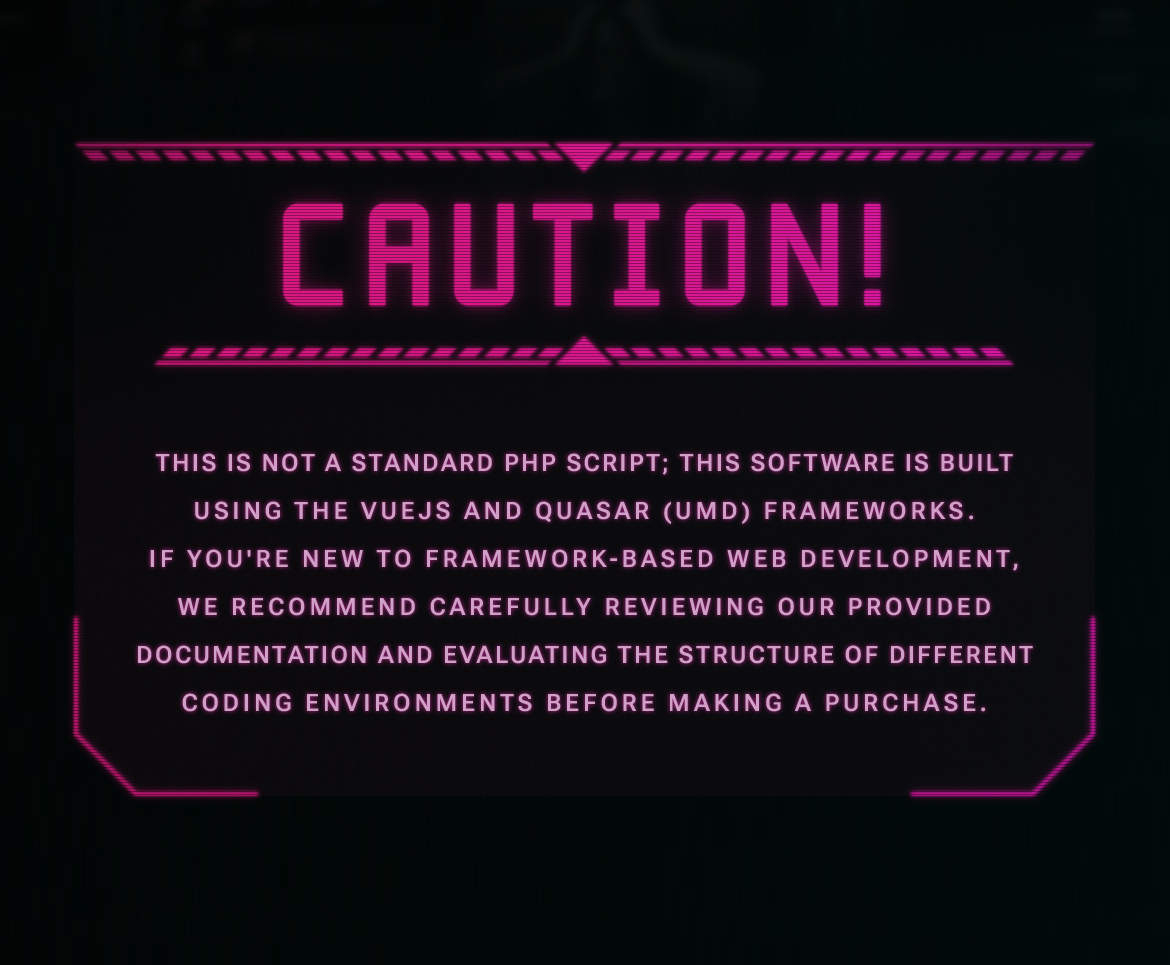 CAUTION!
THIS IS NOT A STANDARD PHP SCRIPT; THIS SOFTWARE IS BUILT
USING THE VUEJS AND QUASAR (UMD) FRAMEWORKS.
IF YOU'RE NEW TO FRAMEWORK-BASED WEB DEVELOPMENT,
WE RECOMMEND CAREFULLY REVIEWING OUR PROVIDED
DOCUMENTATION AND EVALUATING THE STRUCTURE OF DIFFERENT
CODING ENVIRONMENTS BEFORE MAKING A PURCHASE.